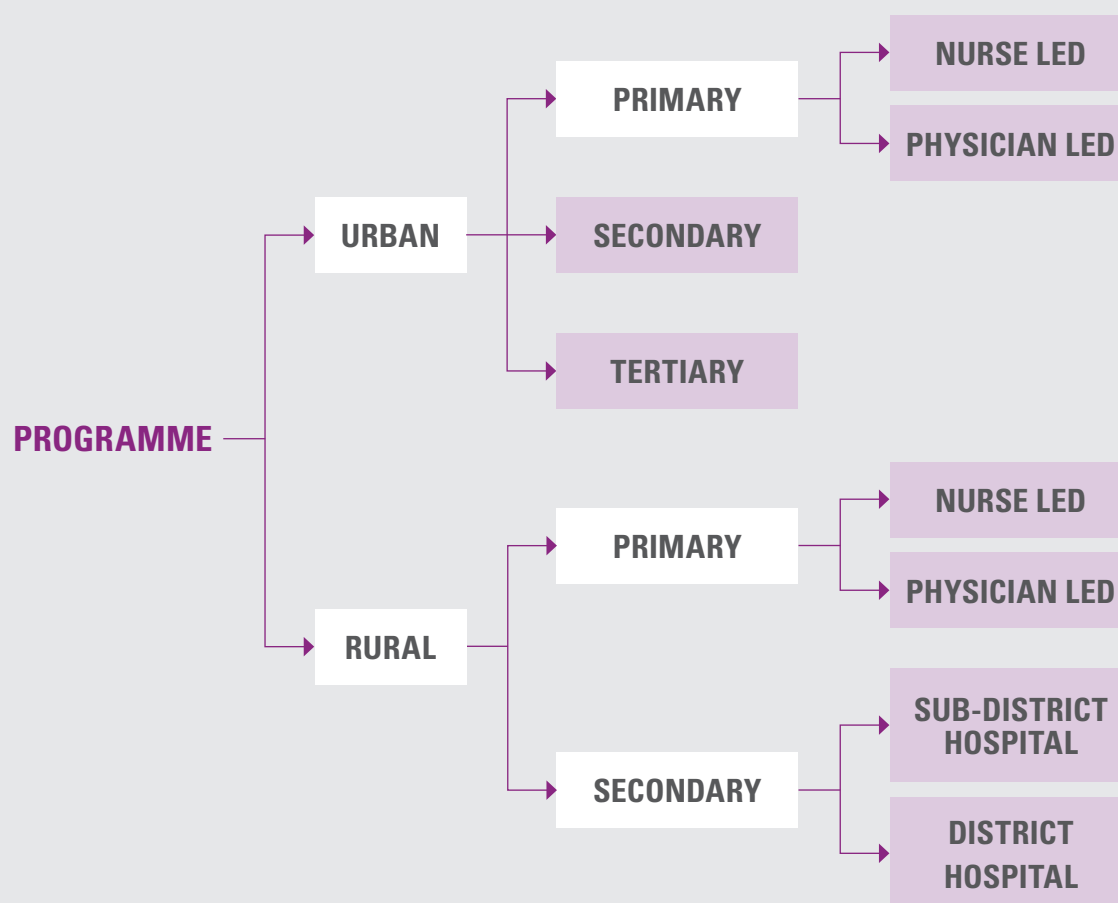 PROGRAMME
URBAN
PRIMARY
NURSE LED
PHYSICIAN LED
SECONDARY
TERTIARY
RURAL
PRIMARY
NURSE LED
PHYSICIAN LED
SECONDARY
SUB-DISTRICT
HOSPITAL
DISTRICT
HOSPITAL